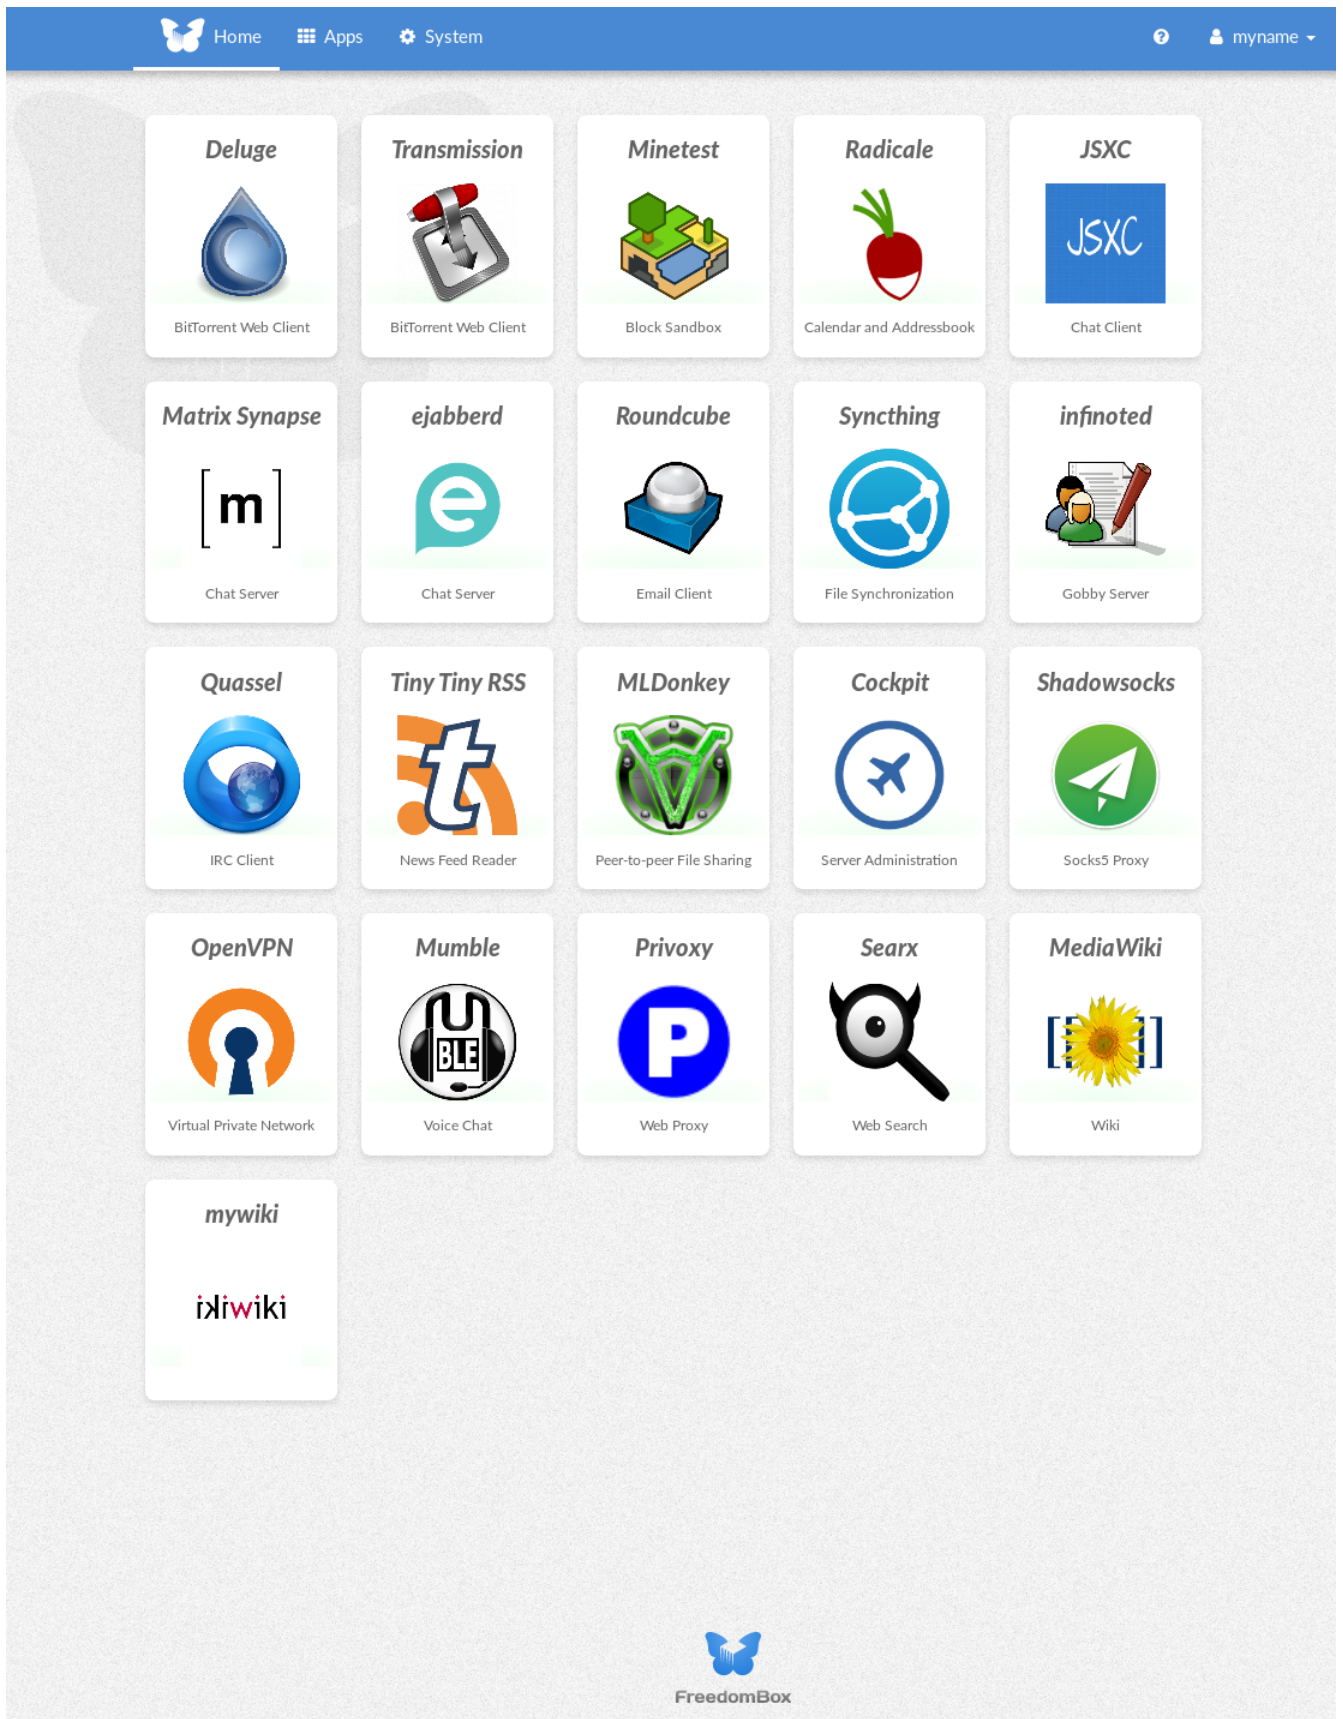 Home Apps System myname
Deluge Transmission Minetest Radicale JSXC
JSXC
BitTorrent Web Client BitTorrent Web Client Block Sandbox Calendar and Addressbook Chat Client
Matrix Synapse ejabberd Roundcube Syncthing infinoted
[m] e
Chat Server Chat Server Email Client File Synchronization Gobby Server
Quassel Tiny Tiny RSS MLDonkey Cockpit Shadowsocks
t
IRC Client News Feed Reader Peer-to-peer File Sharing Server Administration Socks5 Proxy
OpenVPN Mumble Privoxy Searx MediaWiki
BLE P [[ ]]
Virtual Private Network Voice Chat Web Proxy Web Search Wiki
mywiki
ikiwiki
FreedomBox